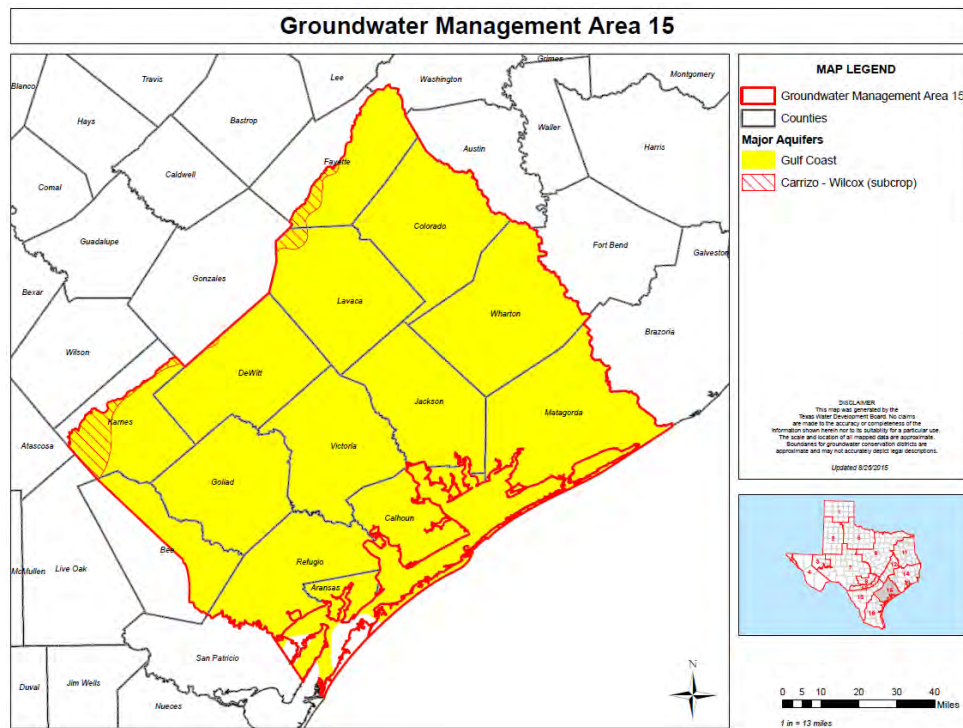 Groundwater Management Area 15
Grimes
Blanco
Travis
Lee
Washington
Montgomery
Hays
Bastrop
Waller
Harris
Austin
Fayette
Comal
Caldwell
Colorado
Guadalupe
Fort Bend
Galveston
Bexar
Gonzales
Lavaca
Wharton
Brazoria
Wilson
DeWitt
Jackson
Matagorda
Karnes
Atascosa
Victoria
Goliad
Calhoun
Bee
Refugio
McMullen
Live Oak
Aransas
San Patricio
Duval
Jim Wells
Nueces
N
MAP LEGEND
Groundwater Management Area 15
Counties
Major Aquifers
Gulf Coast
Carrizo - Wilcox (subcrop)
DISCLAIMER
This map was generated by the
Texas Water Development Board. No claims
are made to the accuracy or completeness of the
information shown herein nor to its suitability for a particular use.
The scale and location of all mapped data are approximate.
Boundaries for groundwater conservation districts are
approximate and may not accurately depict legal descriptions.
Updated 8/26/2015
0 5 10 20 30 40
Miles
1 in = 13 miles